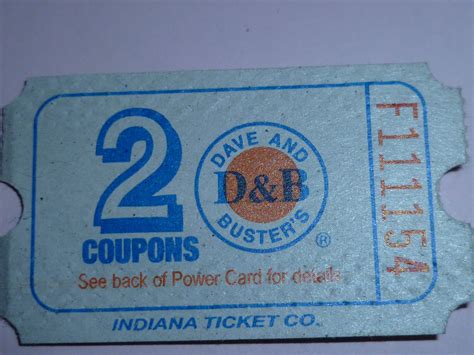 2
COUPONS
DAVE AND
D&B
BUSTER'S
®
See back of Power Card for details.
INDIANA TICKET CO.
F111154